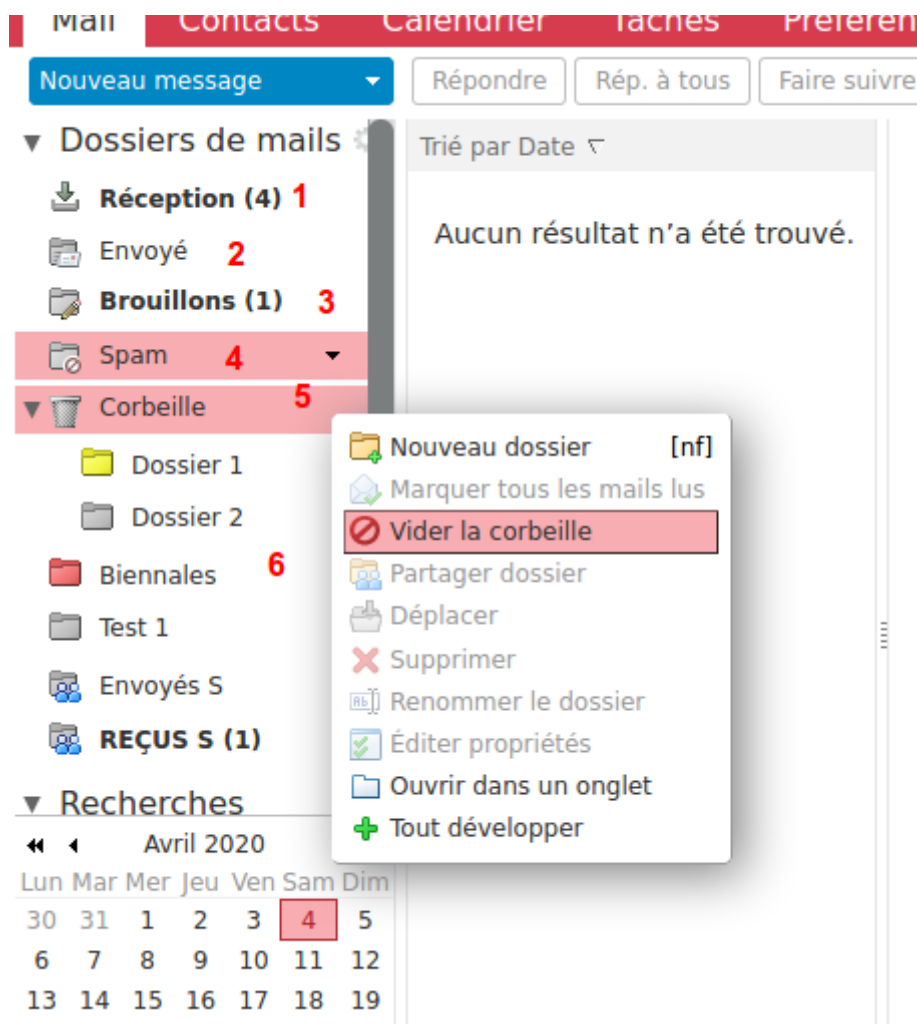 Mail Contacts Calendrier Tâches Préféren
Nouveau message Répondre Rép. à tous Faire suivre
Dossiers de mails
Réception (4) 1
Envoyé 2
Brouillons (1) 3
Spam 4
Corbeille 5
Dossier 1
Dossier 2
Biennales 6
Test 1
Envoyés S
REÇUS S (1)
Recherches
Trié par Date
Aucun résultat n’a été trouvé.
Nouveau dossier [nf]
Marquer tous les mails lus
Vider la corbeille
Partager dossier
Déplacer
Supprimer
Renommer le dossier
Éditer propriétés
Ouvrir dans un onglet
Tout développer
Avril 2020
Lun Mar Mer Jeu Ven Sam Dim
30 31 1 2 3 4 5
6 7 8 9 10 11 12
13 14 15 16 17 18 19